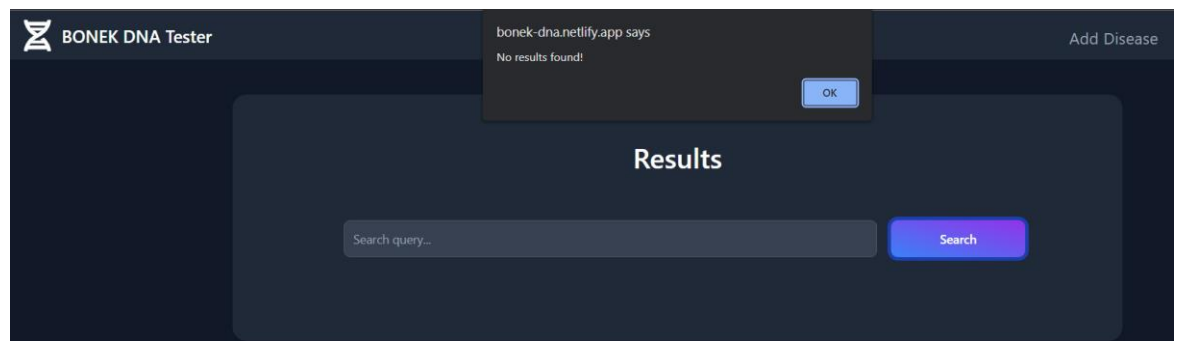 BONEK DNA Tester
bonek-dna.netlify.app says
No results found!
OK
Add Disease
Results
Search query...
Search